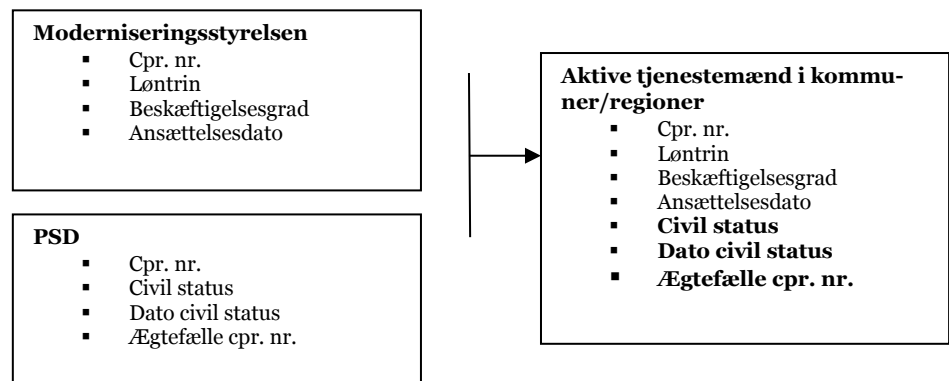 Moderniseringsstyrelsen
▪ Cpr. nr.
▪ Løntrin
▪ Beskæftigelsesgrad
▪ Ansættelsesdato
PSD
▪ Cpr. nr.
▪ Civil status
▪ Dato civil status
▪ Ægtefælle cpr. nr.
Aktive tjenestemænd i kommu-
ner/regioner
▪ Cpr. nr.
▪ Løntrin
▪ Beskæftigelsesgrad
▪ Ansættelsesdato
▪ Civil status
▪ Dato civil status
▪ Ægtefælle cpr. nr.